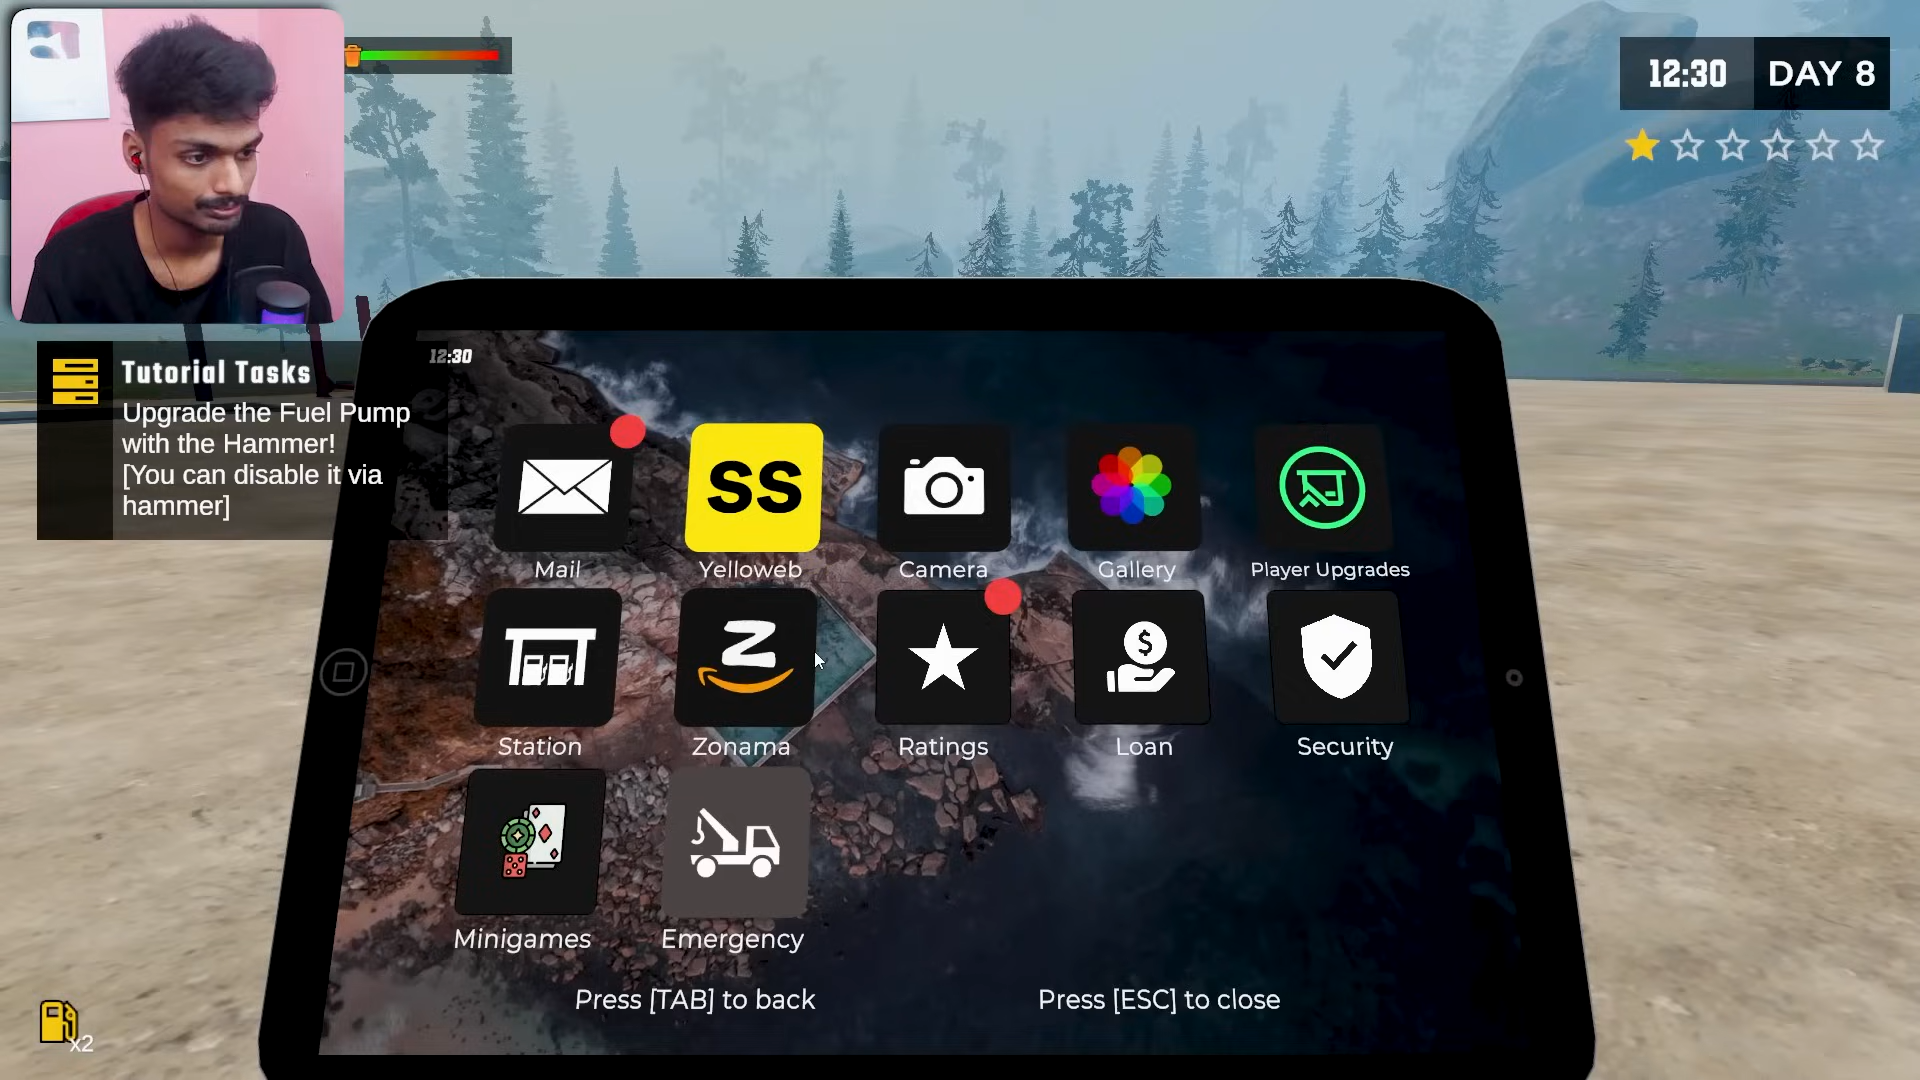 12:30
DAY 8
12:30
Tutorial Tasks
Upgrade the Fuel Pump
with the Hammer!
[You can disable it via
hammer]
SS
Mail
Yelloweb
Camera
Gallery
Player Upgrades
Z
$
Station
Zonama
Ratings
Loan
Security
Minigames
Emergency
Press [TAB] to back
Press [ESC] to close
x2